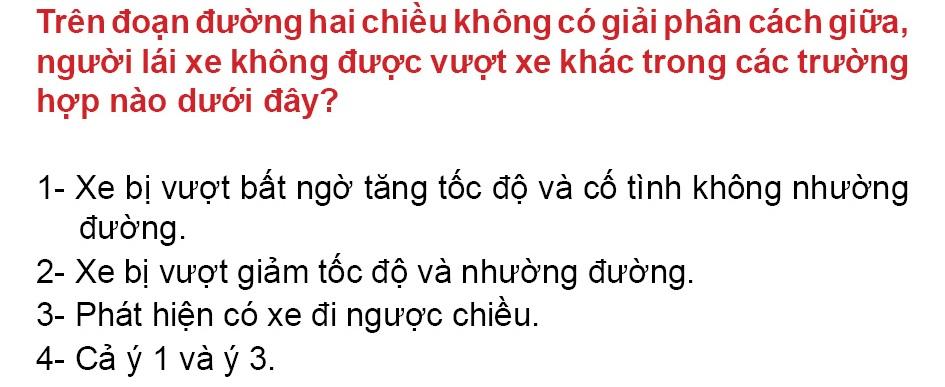 Trên đoạn đường hai chiều không có giải phân cách giữa,
người lái xe không được vượt xe khác trong các trường
hợp nào dưới đây?
1- Xe bị vượt bất ngờ tăng tốc độ và cố tình không nhường
đường.
2- Xe bị vượt giảm tốc độ và nhường đường.
3- Phát hiện có xe đi ngược chiều.
4- Cả ý 1 và ý 3.